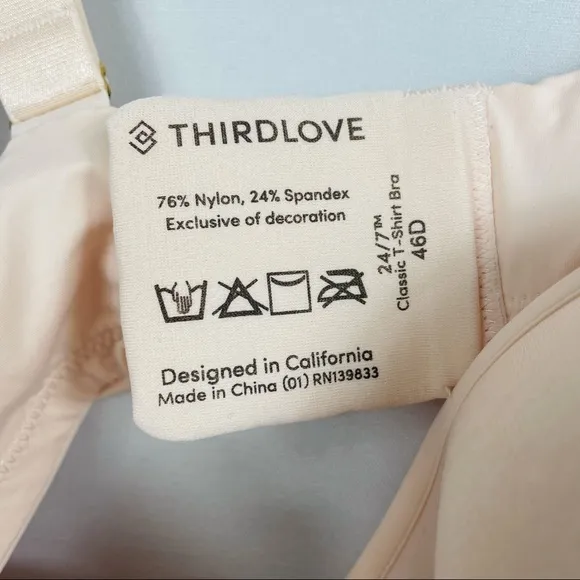 THIRDLOVE
76% Nylon, 24% Spandex
Exclusive of decoration
24/7™
Classic T-Shirt Bra
46D
Designed in California
Made in China (01) RN139833